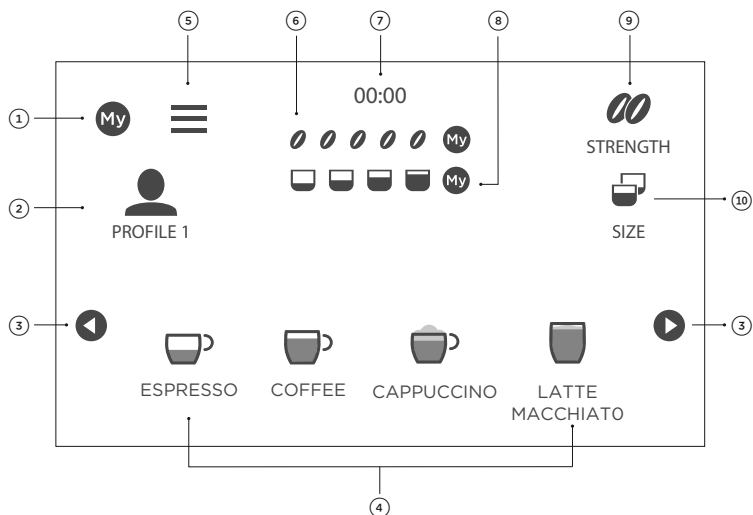 5 6 7 8 9
1 My 00:00
My
STRENGTH
My
2 10
PROFILE 1 SIZE
3 3
ESPRESSO COFFEE CAPPUCCINO LATTE
MACCHIATO
4